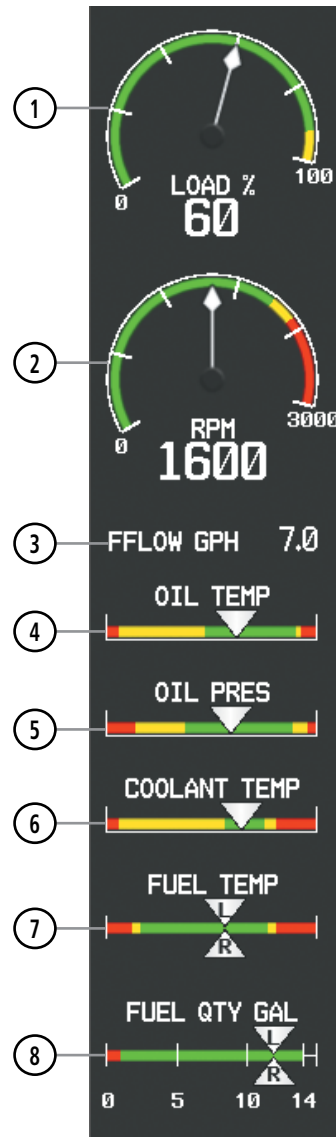 1
0
100
LOAD %
60
2
0
3000
RPM
1600
3
FFLOW GPH 7.0
OIL TEMP
4
OIL PRES
5
COOLANT TEMP
6
FUEL TEMP
L
7
R
FUEL QTY GAL
L
8
R
0 5 10 14